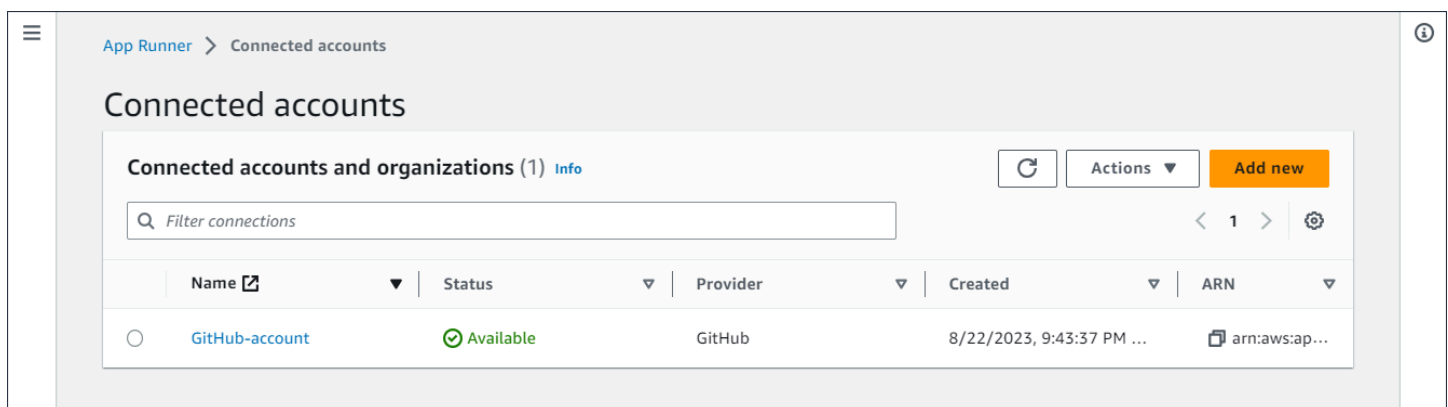 App Runner > Connected accounts
Connected accounts
Connected accounts and organizations (1) Info
Actions Add new
Filter connections
< 1 >
Name Status Provider Created ARN
GitHub-account Available GitHub 8/22/2023, 9:43:37 PM ... arn:aws:ap...